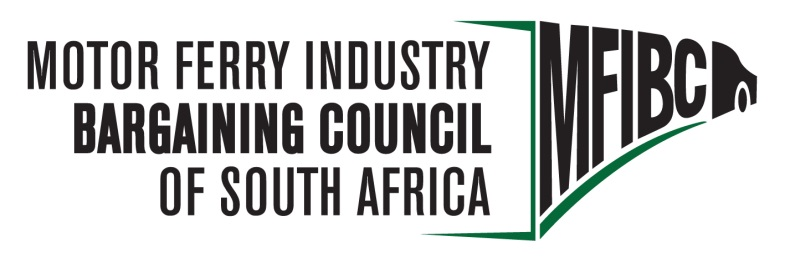 MOTOR FERRY INDUSTRY
BARGAINING COUNCIL
OF SOUTH AFRICA
MFIBC